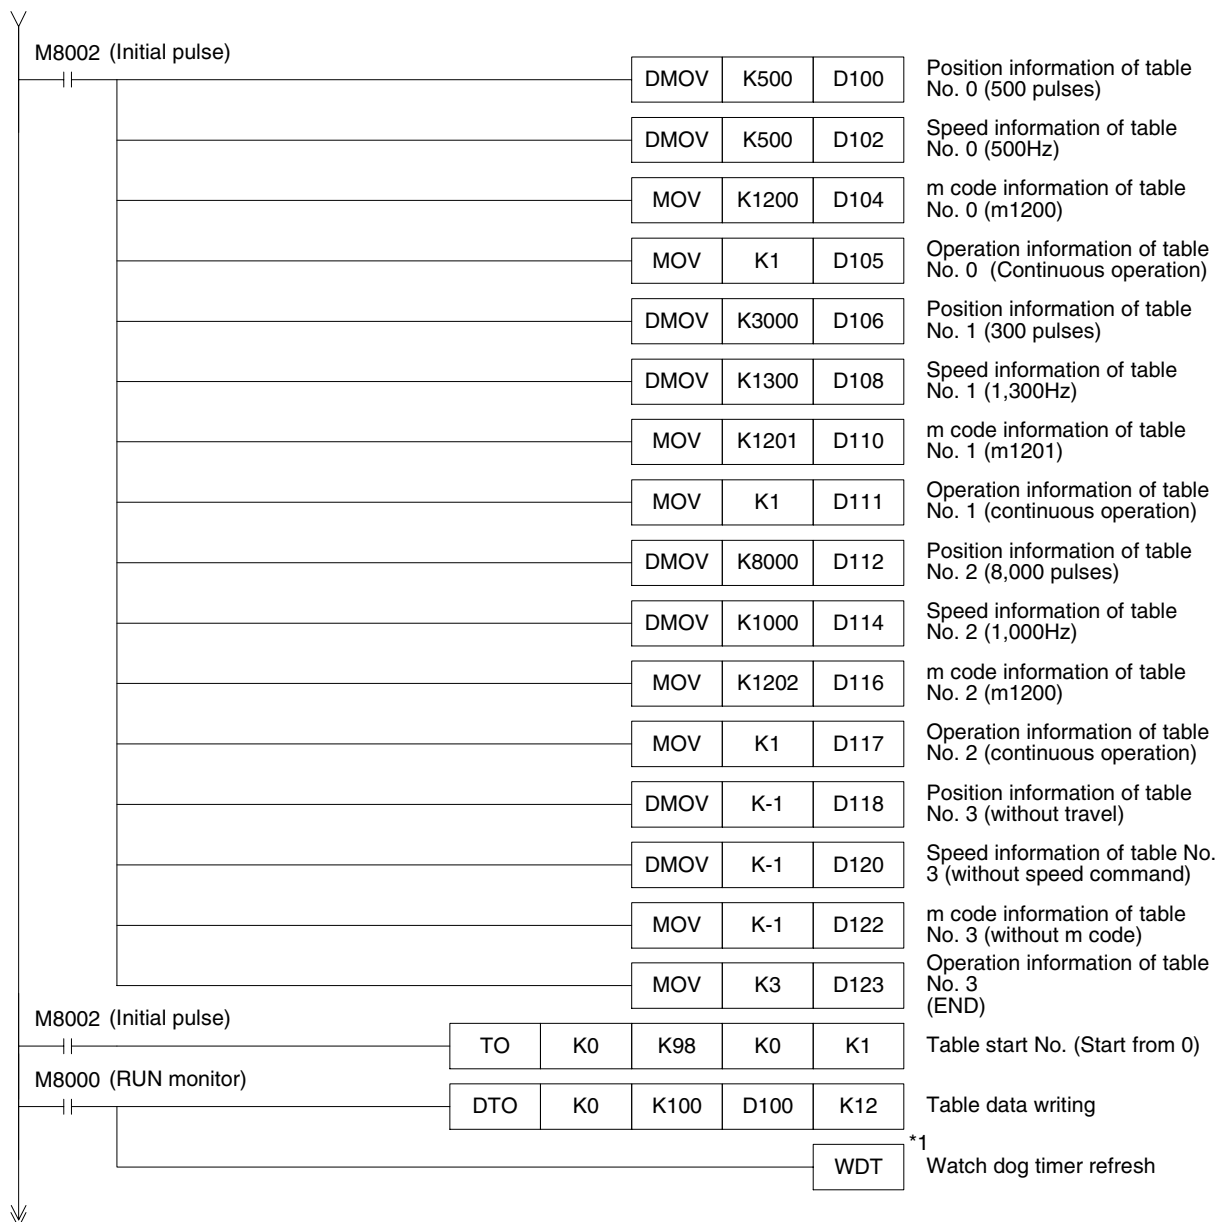 M8002 (Initial pulse)
DMOV K500 D100 Position information of table
No. 0 (500 pulses)
DMOV K500 D102 Speed information of table
No. 0 (500Hz)
MOV K1200 D104 m code information of table
No. 0 (m1200)
MOV K1 D105 Operation information of table
No. 0 (Continuous operation)
DMOV K3000 D106 Position information of table
No. 1 (300 pulses)
DMOV K1300 D108 Speed information of table
No. 1 (1,300Hz)
MOV K1201 D110 m code information of table
No. 1 (m1201)
MOV K1 D111 Operation information of table
No. 1 (continuous operation)
DMOV K8000 D112 Position information of table
No. 2 (8,000 pulses)
DMOV K1000 D114 Speed information of table
No. 2 (1,000Hz)
MOV K1202 D116 m code information of table
No. 2 (m1200)
MOV K1 D117 Operation information of table
No. 2 (continuous operation)
DMOV K-1 D118 Position information of table
No. 3 (without travel)
DMOV K-1 D120 Speed information of table No.
3 (without speed command)
MOV K-1 D122 m code information of table
No. 3 (without m code)
MOV K3 D123 Operation information of table
No. 3
(END)
M8002 (Initial pulse)
TO K0 K98 K0 K1 Table start No. (Start from 0)
M8000 (RUN monitor)
DTO K0 K100 D100 K12 Table data writing
*1
WDT Watch dog timer refresh